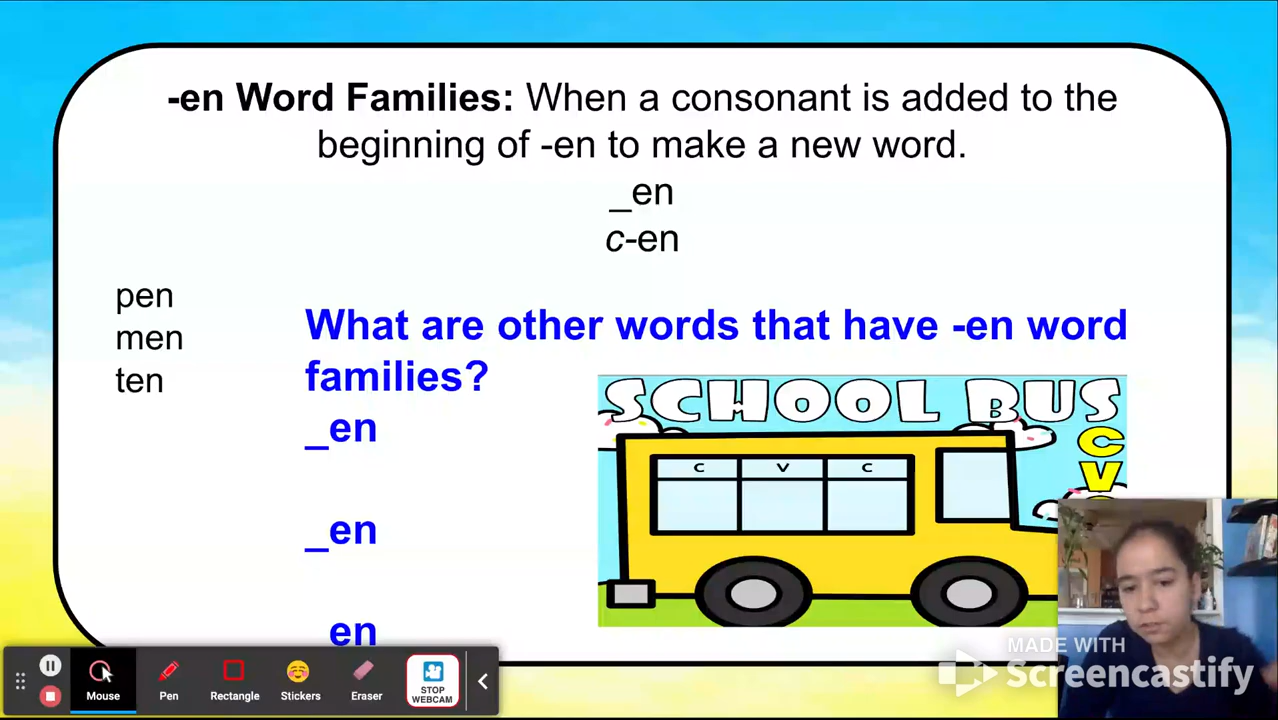 -en Word Families: When a consonant is added to the
beginning of -en to make a new word.
_en
c-en
pen
men
ten
What are other words that have -en word
families?
_en
_en
en
SCHOOL BUS
C
V
C V C
MADE WITH
Screencastify
Mouse
Pen
Rectangle
Stickers
Eraser
STOP
WEBCAM